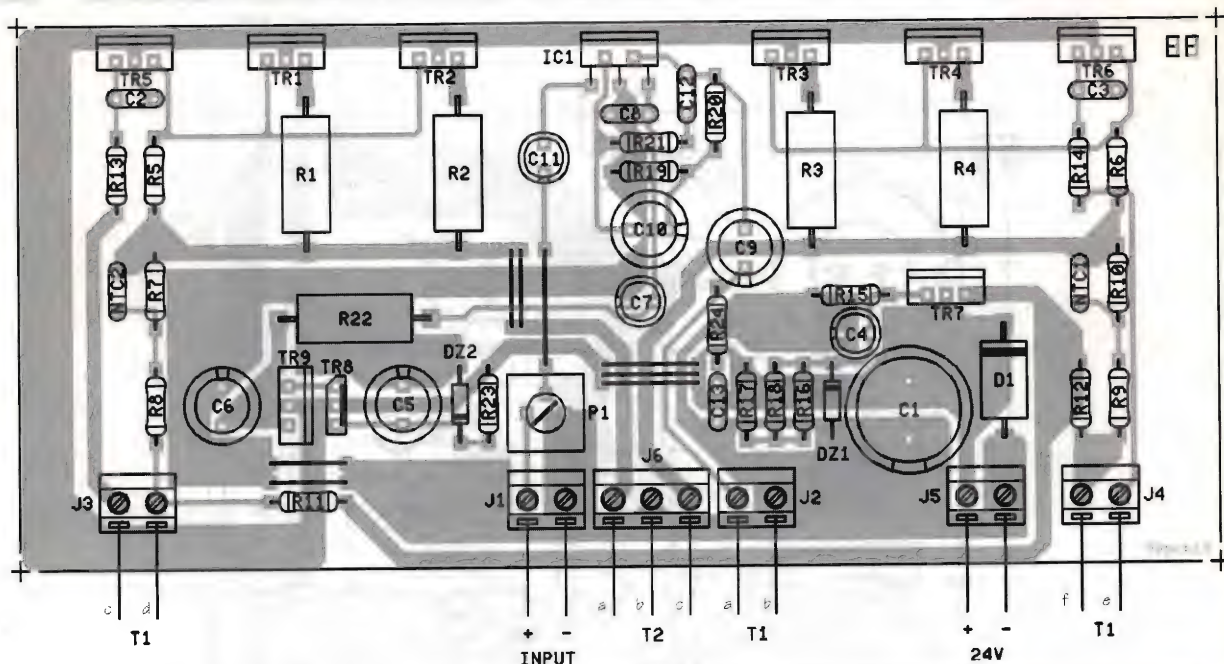 EE
TR5 TR1 TR2 IC1 TR3 TR4 TR6
C2 C8 C12 R20 C3
R13 R5 R1 R2 C11 R21 R19 R3 R4 R14 R6
C10 C9
NTC2 R7 R22 C7 R24 R15 TR7 NTC1 R10
C4
R8 C6 TR9 TR8 C5 DZ2 R23 P1 C13 R17 R18 R16 DZ1 C1 D1 R12 R9
J3 R11 J1 J6 J2 J5 J4
c d a b c a b f e
T1 + - T2 T1 + - T1
INPUT 24V